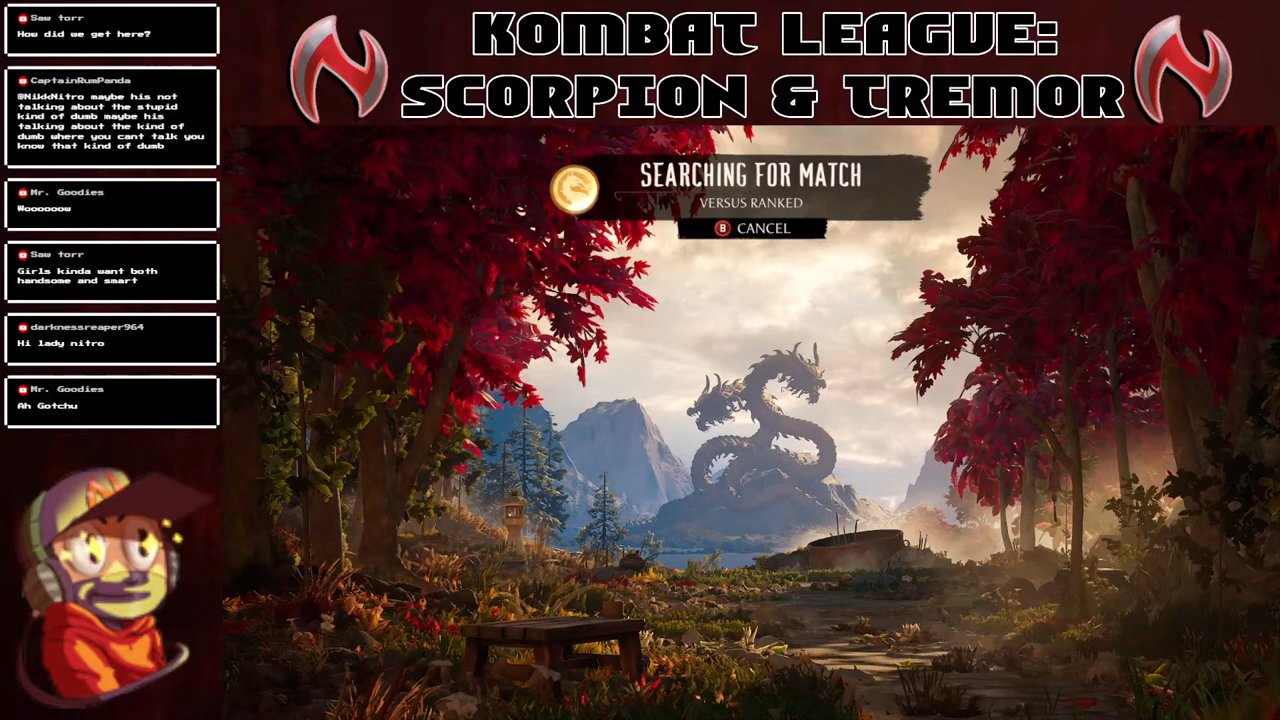 Saw torr
How did we get here?
CaptainRumPanda
@NikkNitro maybe his not
talking about the stupid
kind of dumb maybe his
talking about the kind of
dumb where you cant talk you
know that kind of dumb
Mr. Goodies
Woooooow
Saw torr
Girls kinda want both
handsome and smart
darknessreaper964
Hi lady nitro
Mr. Goodies
Ah Gotchu
KOMBAT LEAGUE:
SCORPION & TREMOR
SEARCHING FOR MATCH
VERSUS RANKED
B CANCEL